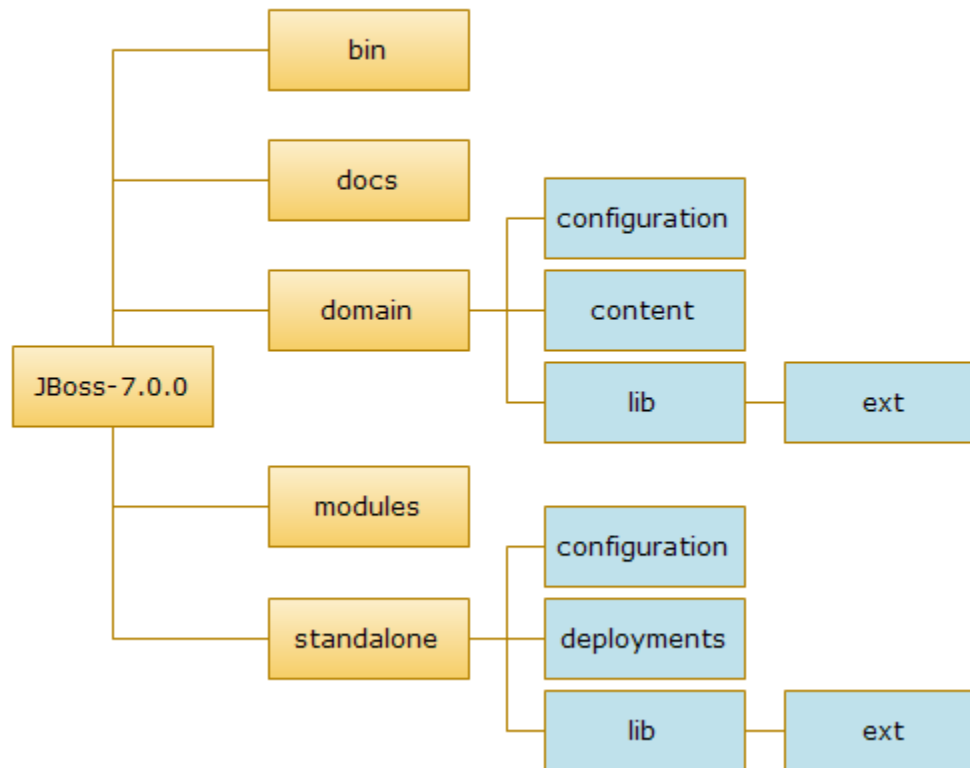 bin
docs
configuration
domain
content
JBoss-7.0.0
lib
ext
modules
configuration
standalone
deployments
lib
ext